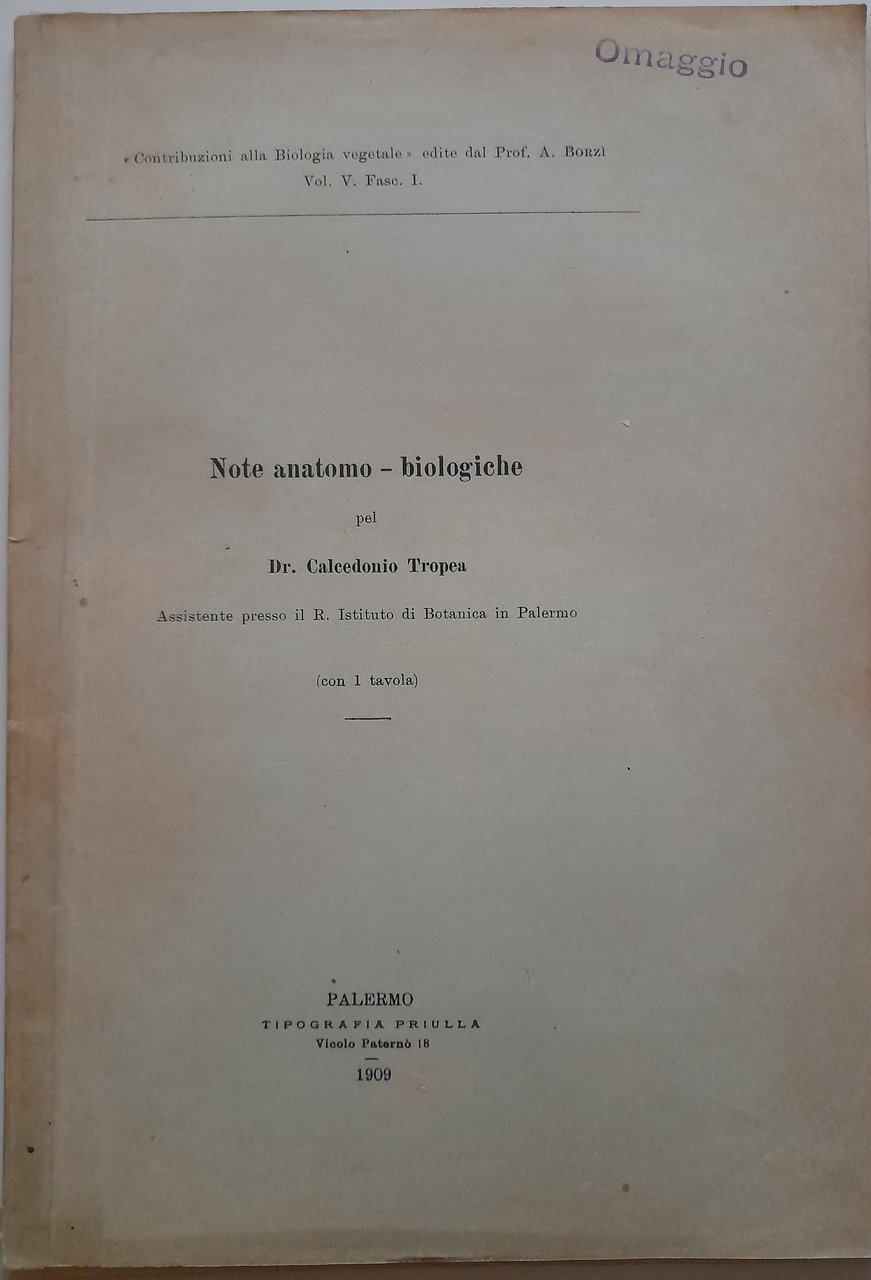 Omaggio
« Contribuzioni alla Biologia vegetale » edite dal Prof. A. BORZÌ
Vol. V. Fasc. I.
Note anatomo - biologiche
pel
Dr. Calcedonio Tropea
Assistente presso il R. Istituto di Botanica in Palermo
(con 1 tavola)
PALERMO
TIPOGRAFIA PRIULLA
Vicolo Paternò 18
1909